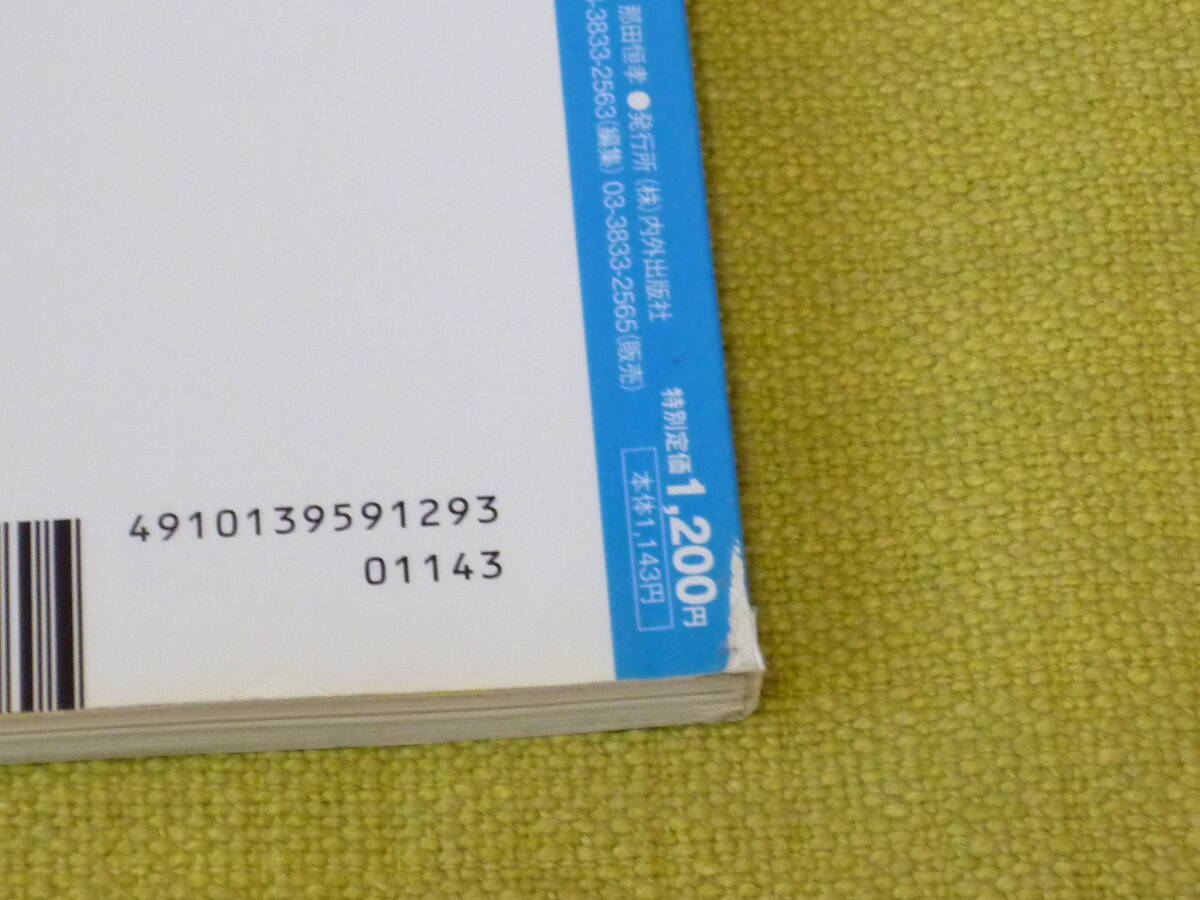 那田恒孝 ●発行所 (株)内外出版社
3-3833-2563(編集) 03-3833-2565(販売)
特別定価1,200円
本体1,143円
4910139591293
01143